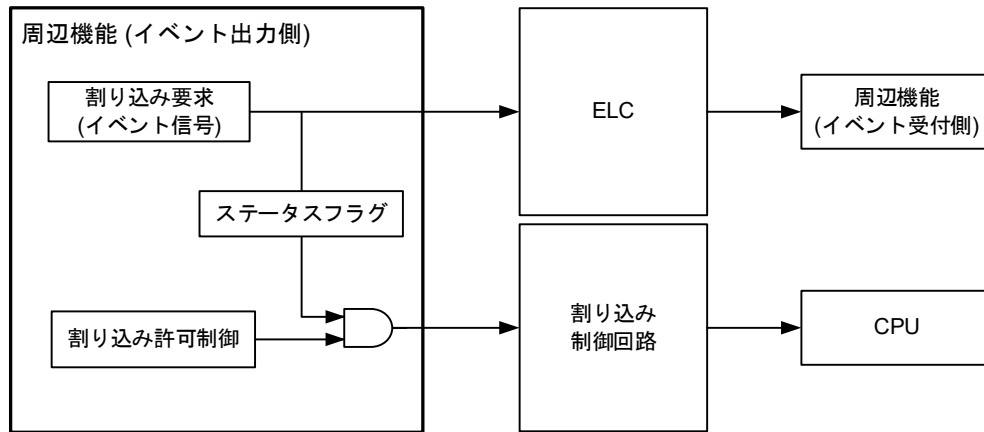 周辺機能 (イベント出力側)
割り込み要求
(イベント信号)
ELC
周辺機能
(イベント受付側)
ステータスフラグ
割り込み許可制御
割り込み
制御回路
CPU